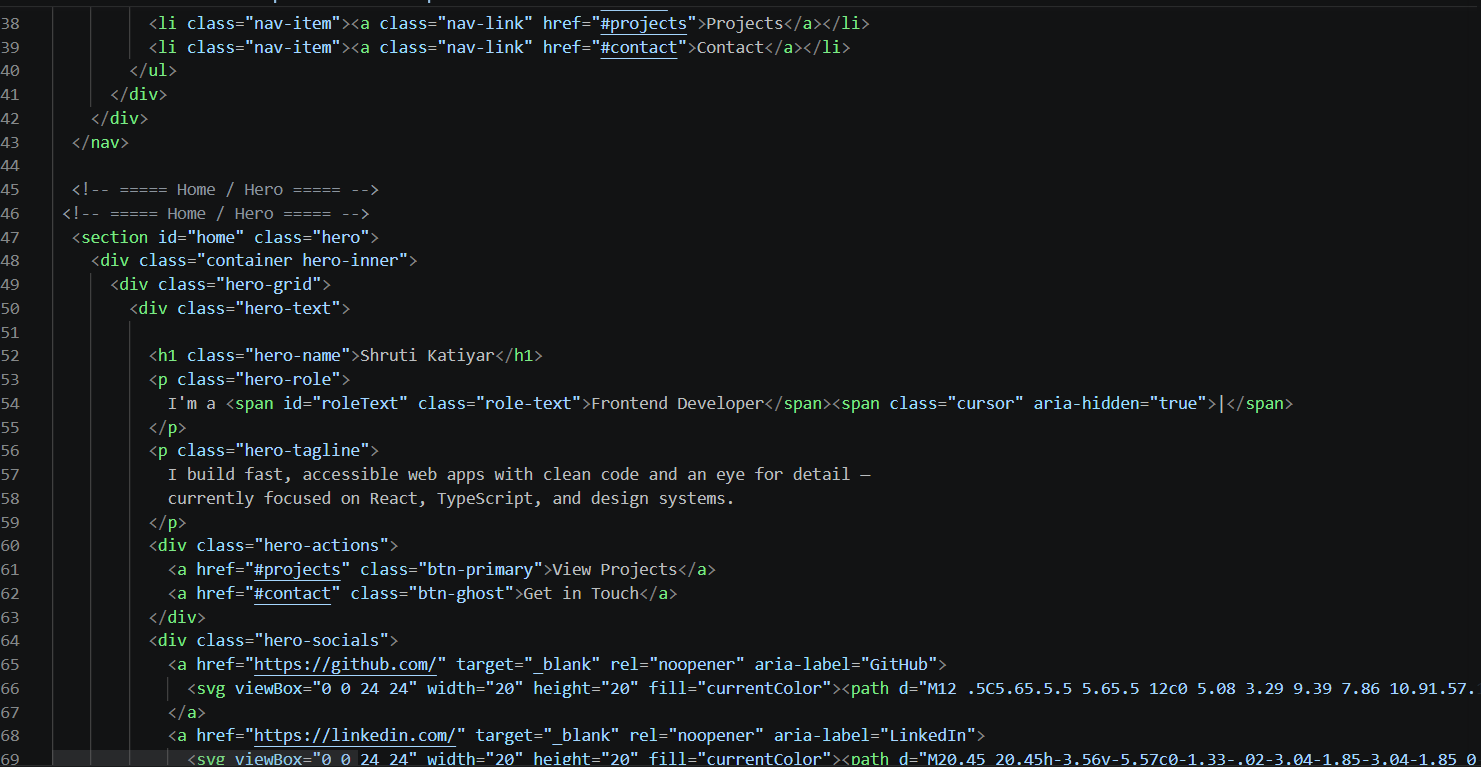 38 <li class="nav-item"><a class="nav-link" href="#projects">Projects</a></li>
39 <li class="nav-item"><a class="nav-link" href="#contact">Contact</a></li>
40 </ul>
41 </div>
42 </div>
43 </nav>
44
45 <!-- ===== Home / Hero ===== -->
46 <!-- ===== Home / Hero ===== -->
47 <section id="home" class="hero">
48 <div class="container hero-inner">
49 <div class="hero-grid">
50 <div class="hero-text">
51
52 <h1 class="hero-name">Shruti Katiyar</h1>
53 <p class="hero-role">
54 I'm a <span id="roleText" class="role-text">Frontend Developer</span><span class="cursor" aria-hidden="true">|</span>
55 </p>
56 <p class="hero-tagline">
57 I build fast, accessible web apps with clean code and an eye for detail —
58 currently focused on React, TypeScript, and design systems.
59 </p>
60 <div class="hero-actions">
61 <a href="#projects" class="btn-primary">View Projects</a>
62 <a href="#contact" class="btn-ghost">Get in Touch</a>
63 </div>
64 <div class="hero-socials">
65 <a href="https://github.com/" target="_blank" rel="noopener" aria-label="GitHub">
66 <svg viewBox="0 0 24 24" width="20" height="20" fill="currentColor"><path d="M12 .5C5.65.5.5 5.65.5 12c0 5.08 3.29 9.39 7.86 10.91.57.
67 </a>
68 <a href="https://linkedin.com/" target="_blank" rel="noopener" aria-label="LinkedIn">
69 <svg viewBox="0 0 24 24" width="20" height="20" fill="currentColor"><path d="M20.45 20.45h-3.56v-5.57c0-1.33-.02-3.04-1.85-3.04-1.85 0